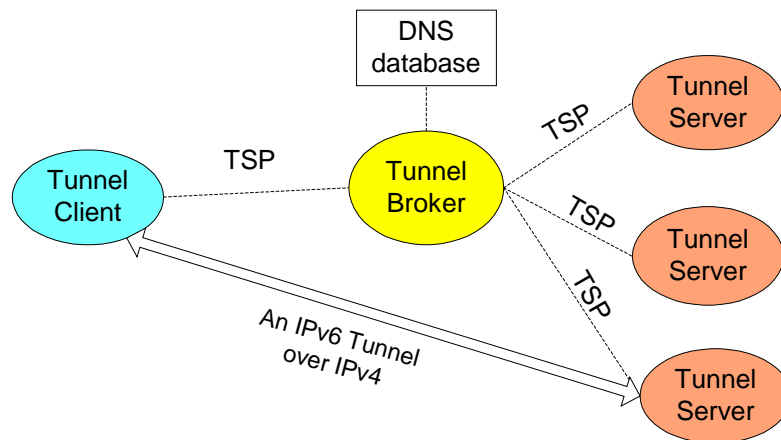 DNS
database
Tunnel
Server
TSP
TSP
Tunnel
Client
Tunnel
Broker
TSP
Tunnel
Server
TSP
An IPv6 Tunnel
over IPv4
Tunnel
Server